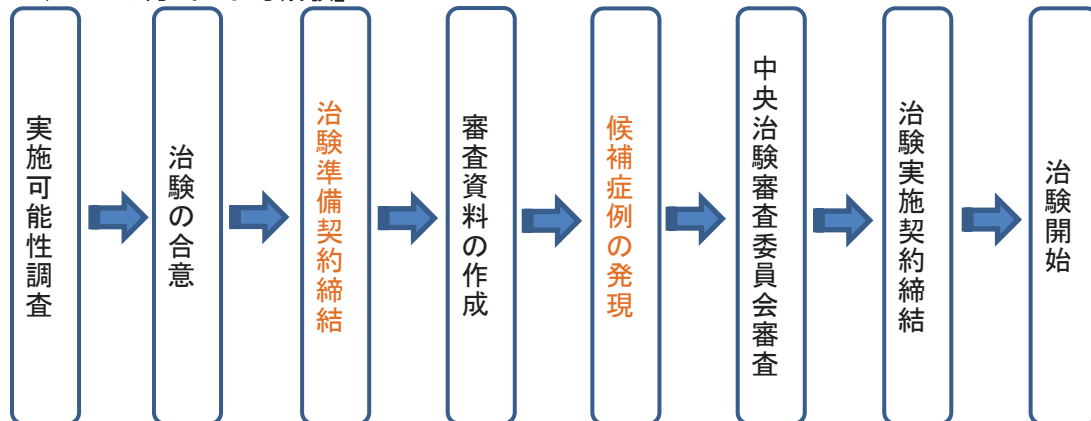 実施可能性調査
治験の合意
治験準備契約締結
審査資料の作成
候補症例の発現
中央治験審査委員会審査
治験実施契約締結
治験開始